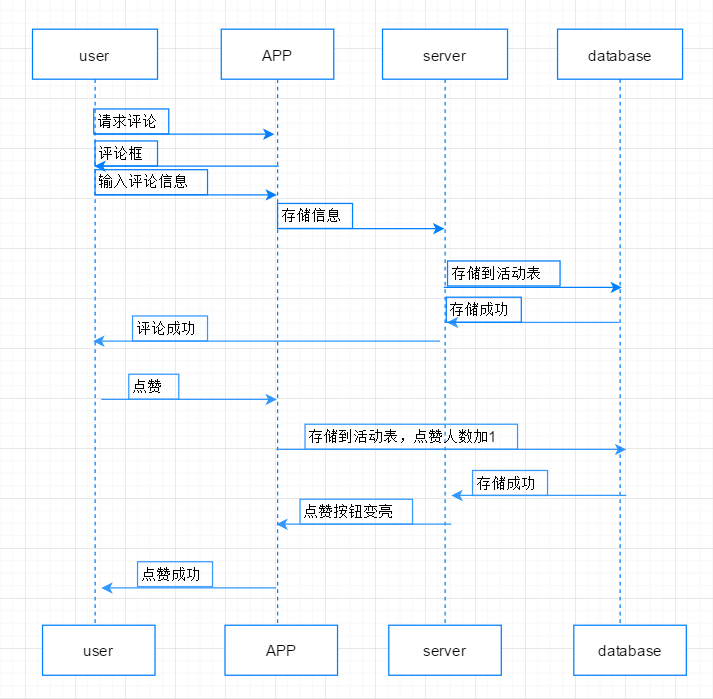 user
APP
server
database
请求评论
评论框
输入评论信息
存储信息
存储到活动表
存储成功
评论成功
点赞
存储到活动表，点赞人数加1
存储成功
点赞按钮变亮
点赞成功
user
APP
server
database